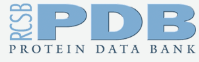 RCSB
PDB
PROTEIN DATA BANK